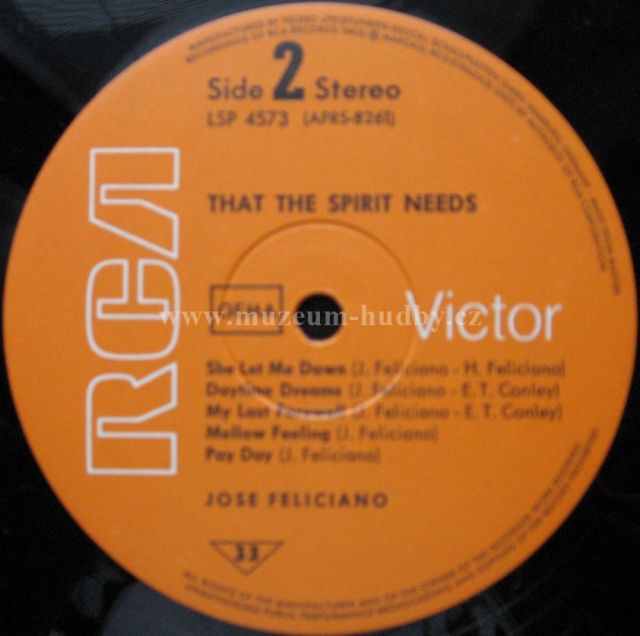 Side 2 Stereo
LSP 4573 (APRS-8261)
THAT THE SPIRIT NEEDS
RCA
GEMA
Victor
www.muzeum-hudby.cz
She Let Me Down (J. Feliciano - H. Feliciano)
Daytime Dreams (J. Feliciano - E.T. Conley)
My Last Farewell (J. Feliciano - E.T. Conley)
Mellow Feeling (J. Feliciano)
Pay Day (J. Feliciano)
JOSE FELICIANO
33